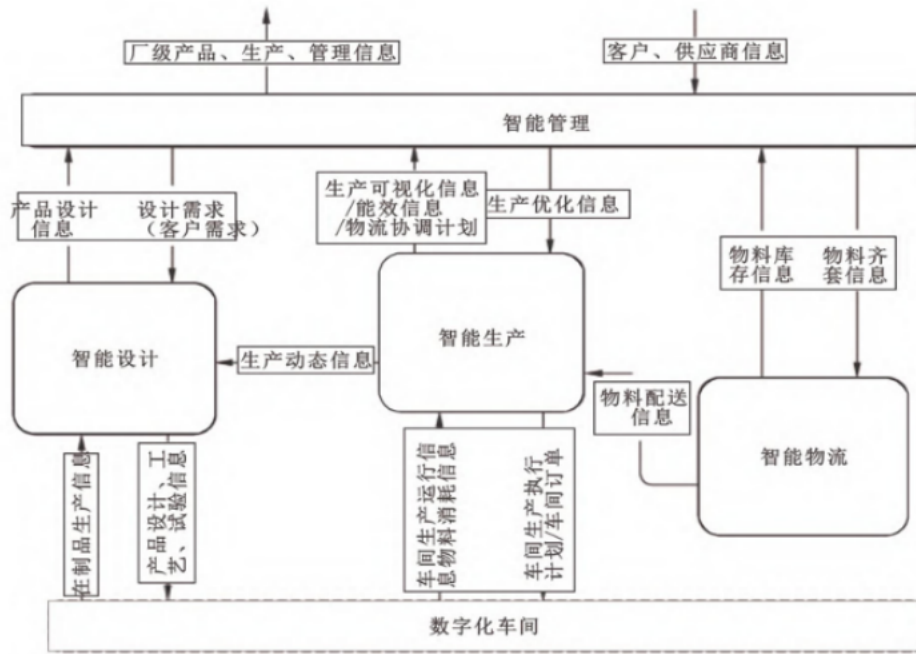 厂级产品、生产、管理信息
客户、供应商信息
智能管理
产品设计
信息
设计需求
（客户需求）
生产可视化信息
/能效信息
/物流协调计划
生产优化信息
物料库
存信息
物料齐
套信息
智能设计
生产动态信息
智能生产
物料配送
信息
智能物流
在制品生产信息
产品设计、工
艺、试验信息
车间生产运行信
息物料消耗信息
车间生产执行
计划/车间订单
数字化车间